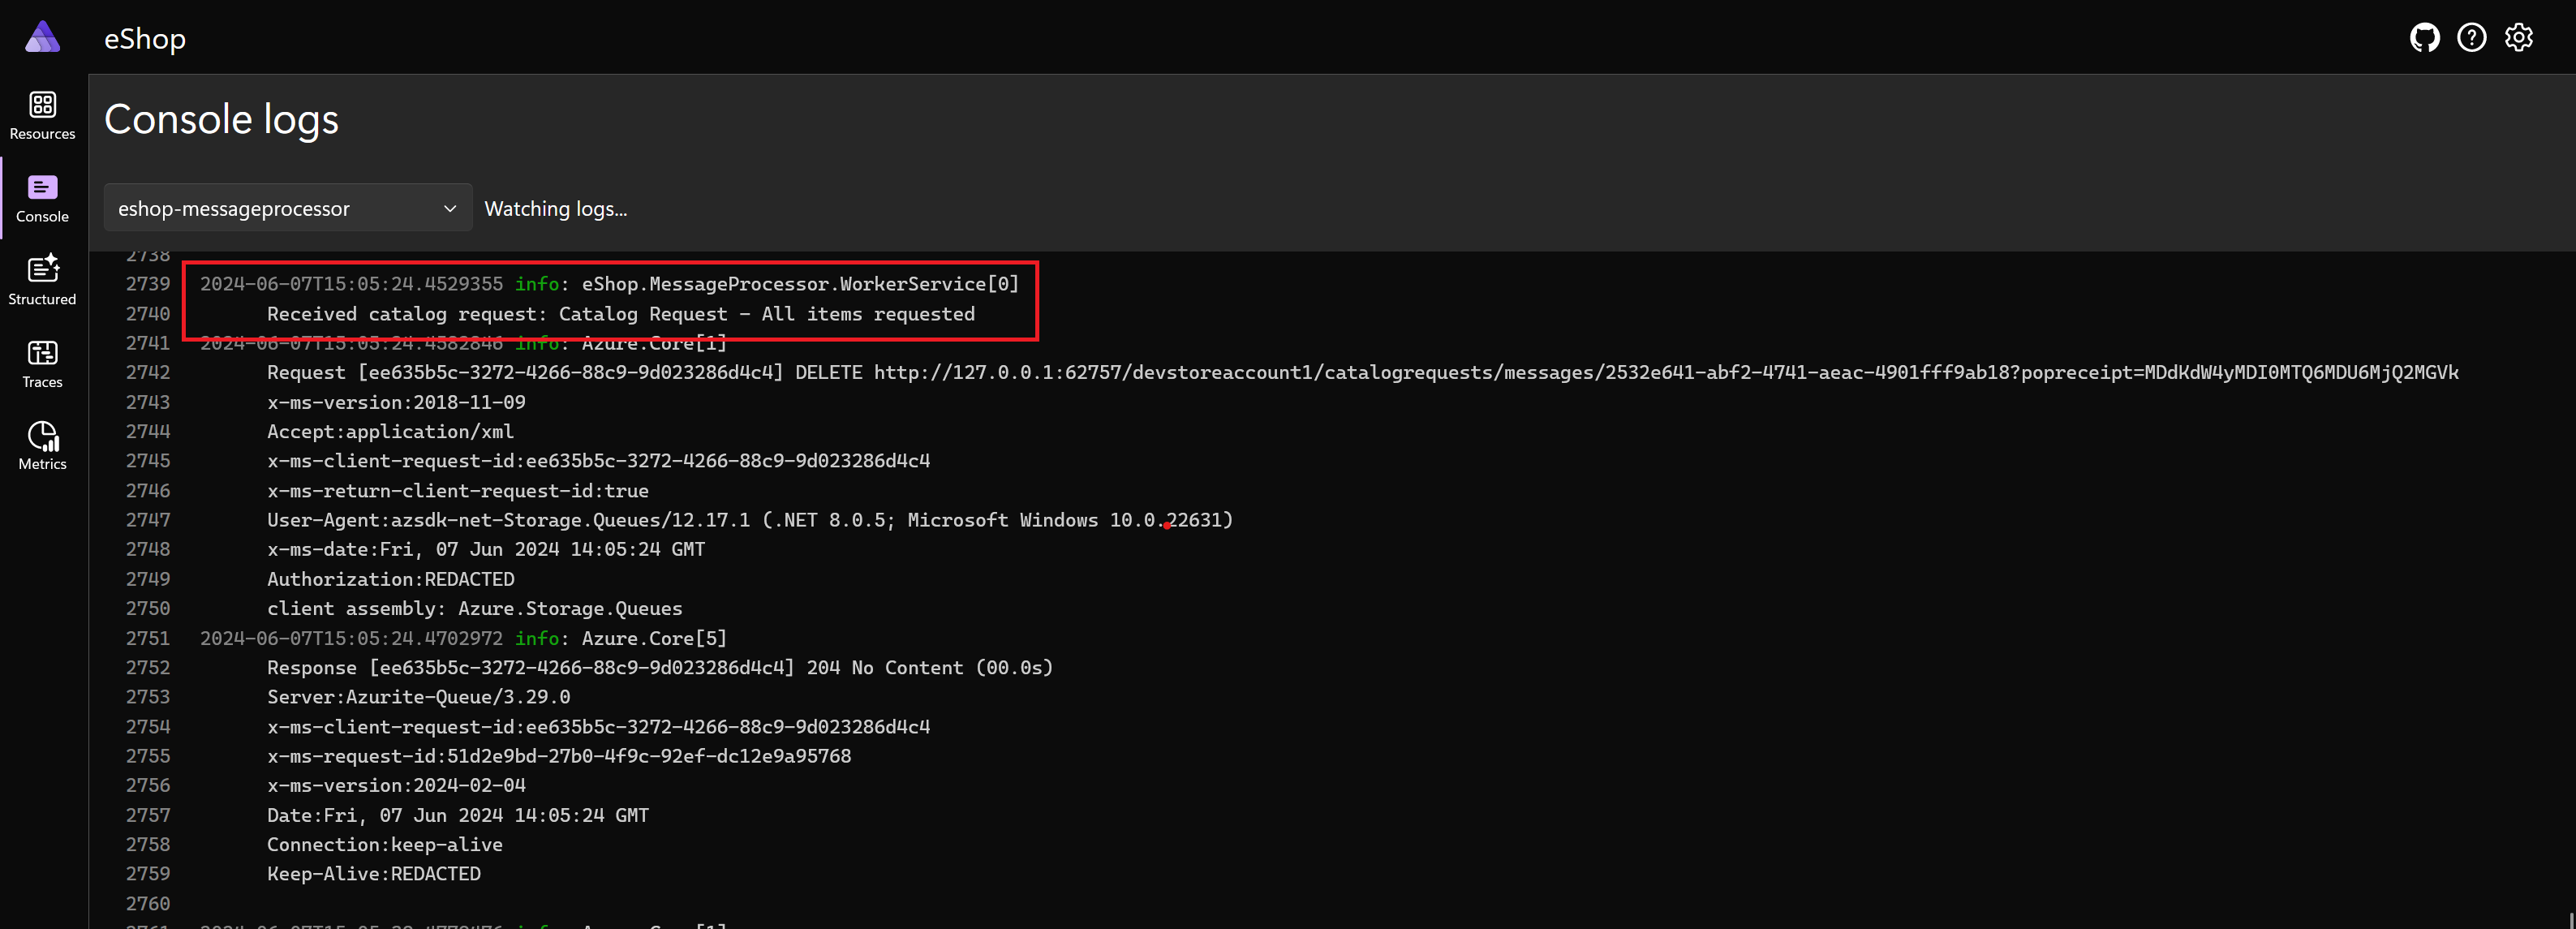 eShop
Resources
Console
Structured
Traces
Metrics
Console logs
eshop-messageprocessor
Watching logs...
2738
2739 2024-06-07T15:05:24.4529355 info: eShop.MessageProcessor.WorkerService[0]
2740 Received catalog request: Catalog Request - All items requested
2741 2024-06-07T15:05:24.4582846 info: Azure.Core[1]
2742 Request [ee635b5c-3272-4266-88c9-9d023286d4c4] DELETE http://127.0.0.1:62757/devstoreaccount1/catalogrequests/messages/2532e641-abf2-4741-aeac-4901fff9ab18?popreceipt=MDdKdW4yMDI0MTQ6MDU6MjQ2MGVk
2743 x-ms-version:2018-11-09
2744 Accept:application/xml
2745 x-ms-client-request-id:ee635b5c-3272-4266-88c9-9d023286d4c4
2746 x-ms-return-client-request-id:true
2747 User-Agent:azsdk-net-Storage.Queues/12.17.1 (.NET 8.0.5; Microsoft Windows 10.0.22631)
2748 x-ms-date:Fri, 07 Jun 2024 14:05:24 GMT
2749 Authorization:REDACTED
2750 client assembly: Azure.Storage.Queues
2751 2024-06-07T15:05:24.4702972 info: Azure.Core[5]
2752 Response [ee635b5c-3272-4266-88c9-9d023286d4c4] 204 No Content (00.0s)
2753 Server:Azurite-Queue/3.29.0
2754 x-ms-client-request-id:ee635b5c-3272-4266-88c9-9d023286d4c4
2755 x-ms-request-id:51d2e9bd-27b0-4f9c-92ef-dc12e9a95768
2756 x-ms-version:2024-02-04
2757 Date:Fri, 07 Jun 2024 14:05:24 GMT
2758 Connection:keep-alive
2759 Keep-Alive:REDACTED
2760
2761 info: Azure.Core[1]